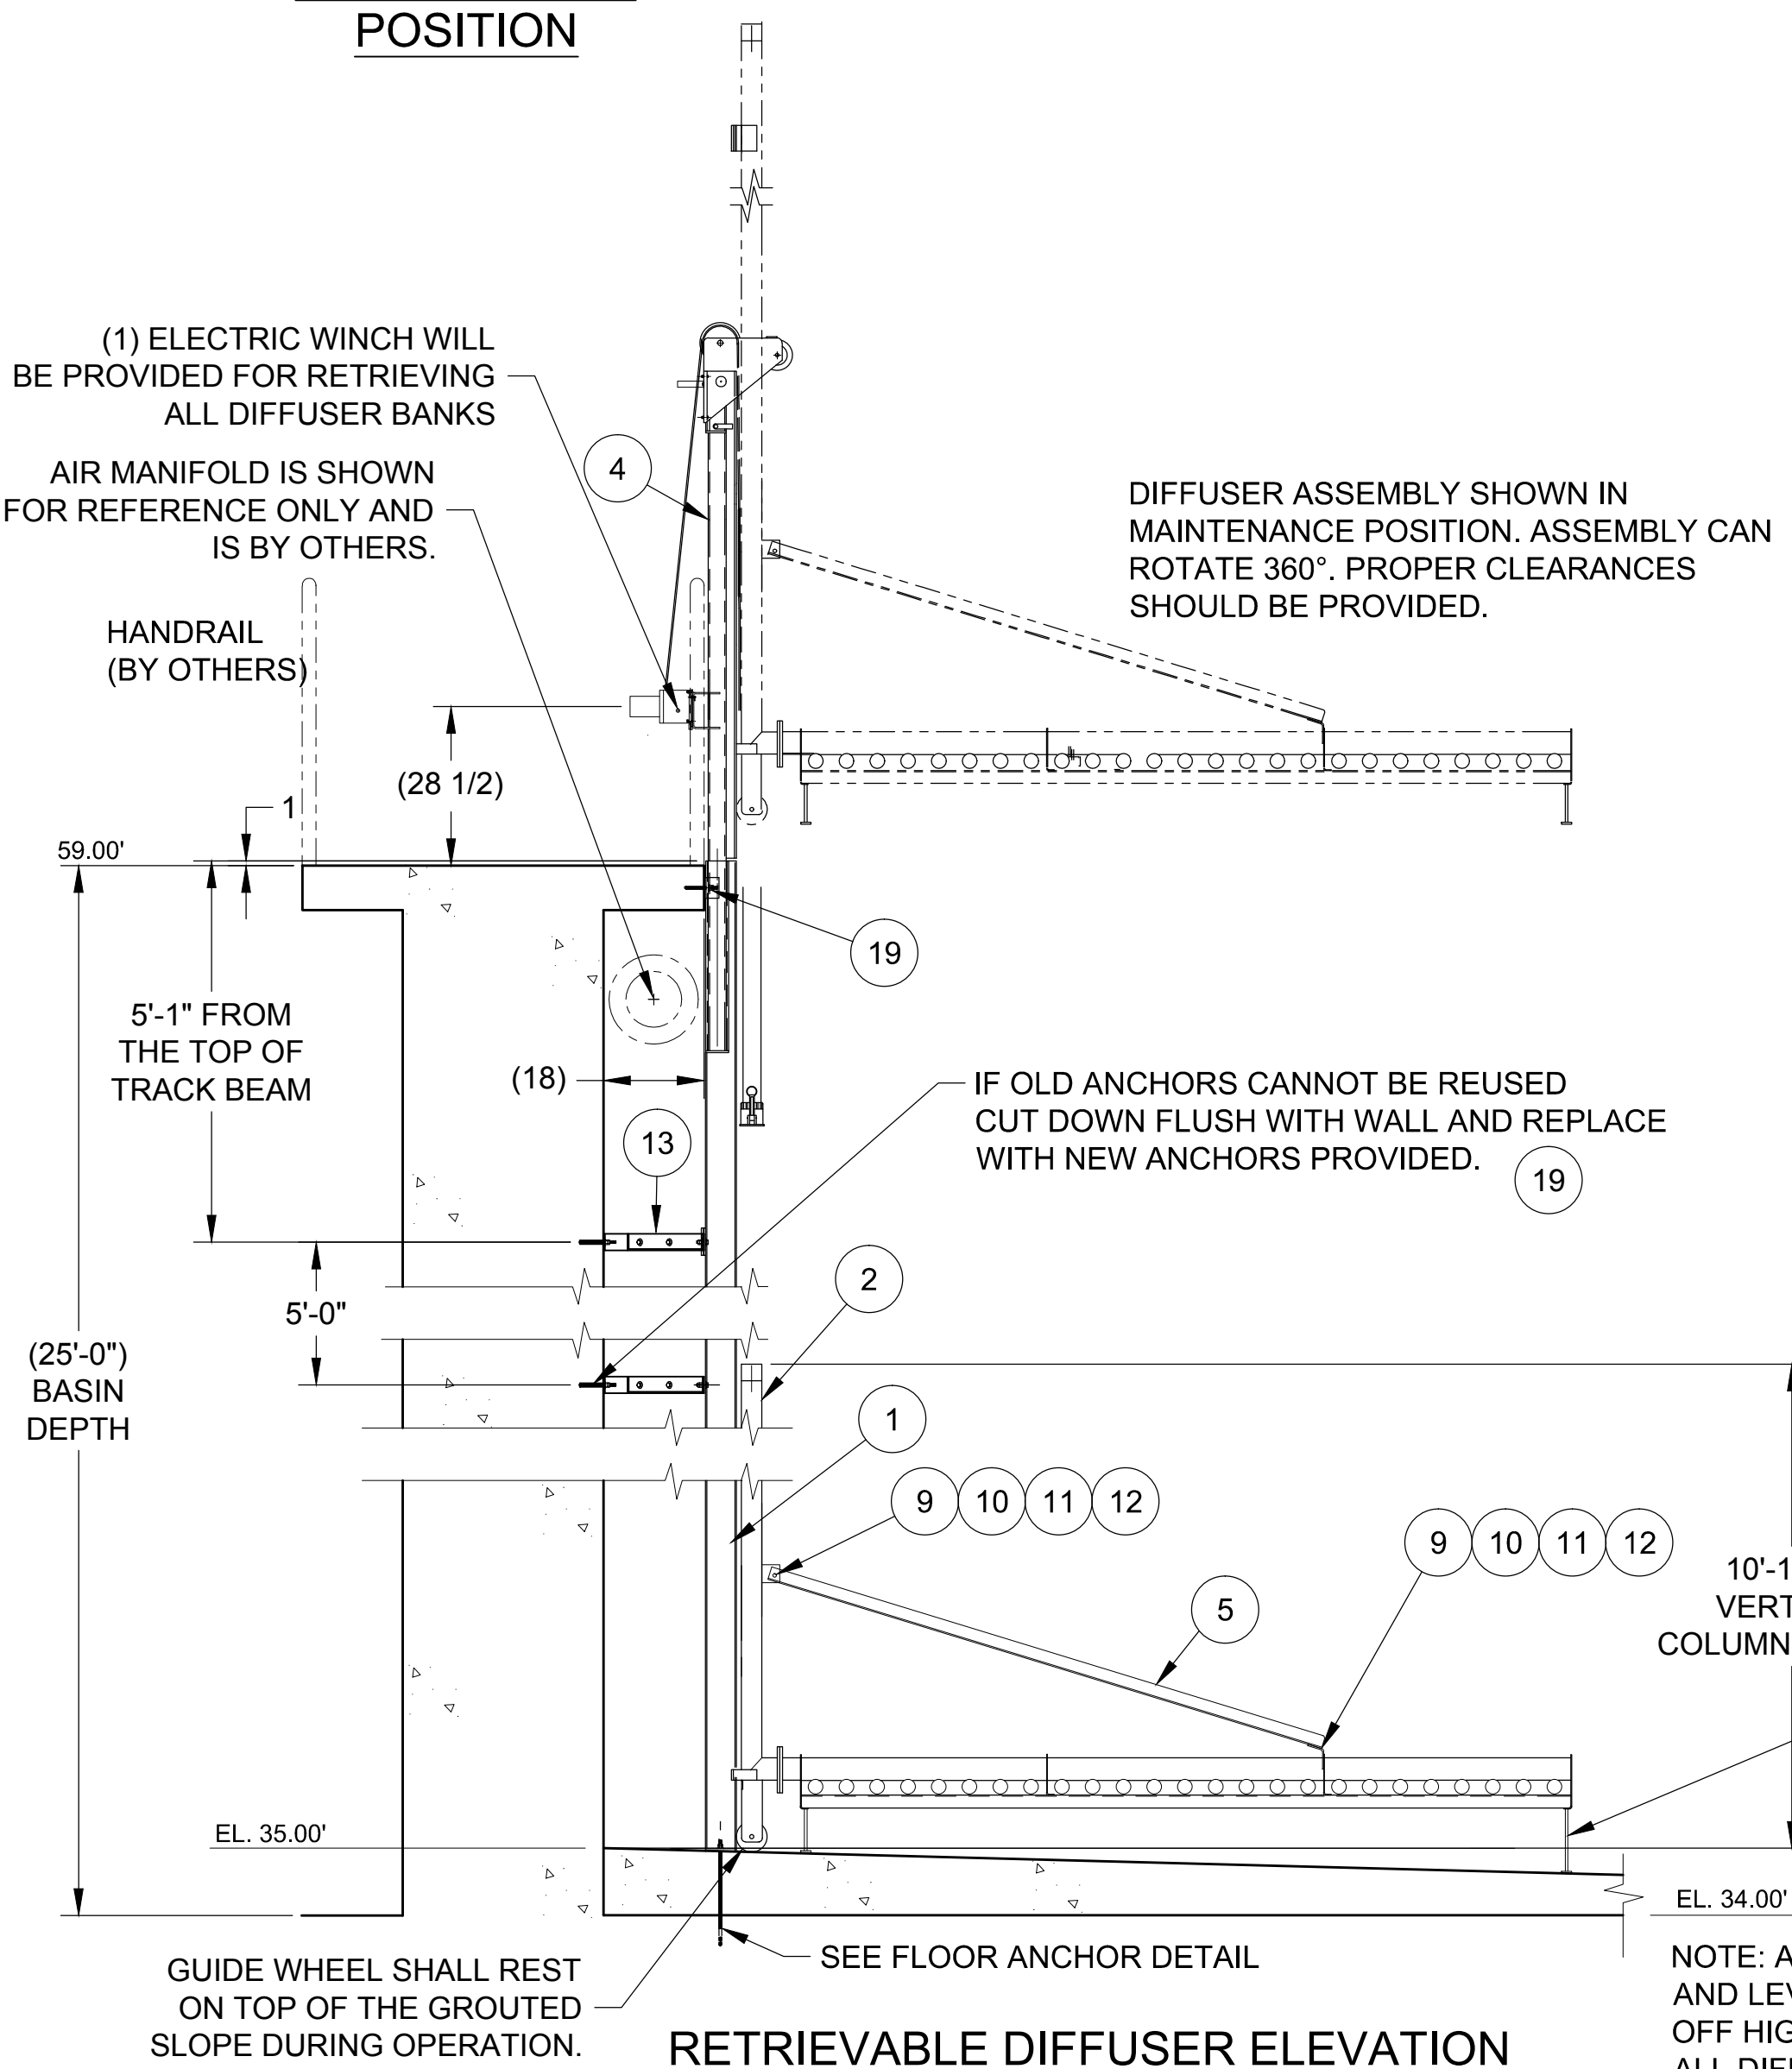 POSITION
(1) ELECTRIC WINCH WILL
BE PROVIDED FOR RETRIEVING
ALL DIFFUSER BANKS
4
AIR MANIFOLD IS SHOWN
FOR REFERENCE ONLY AND
IS BY OTHERS.
DIFFUSER ASSEMBLY SHOWN IN
MAINTENANCE POSITION. ASSEMBLY CAN
ROTATE 360°. PROPER CLEARANCES
SHOULD BE PROVIDED.
HANDRAIL
(BY OTHERS)
(28 1/2)
1
59.00'
19
5'-1" FROM
THE TOP OF
TRACK BEAM
(18)
13
IF OLD ANCHORS CANNOT BE REUSED
CUT DOWN FLUSH WITH WALL AND REPLACE
WITH NEW ANCHORS PROVIDED.
19
2
5'-0"
(25'-0")
BASIN
DEPTH
1
9 10 11 12
9 10 11 12
5
10'-1
VERT
COLUMN
EL. 35.00'
EL. 34.00'
SEE FLOOR ANCHOR DETAIL
GUIDE WHEEL SHALL REST
ON TOP OF THE GROUTED
SLOPE DURING OPERATION.
NOTE: A
AND LEV
OFF HIG
RETRIEVABLE DIFFUSER ELEVATION